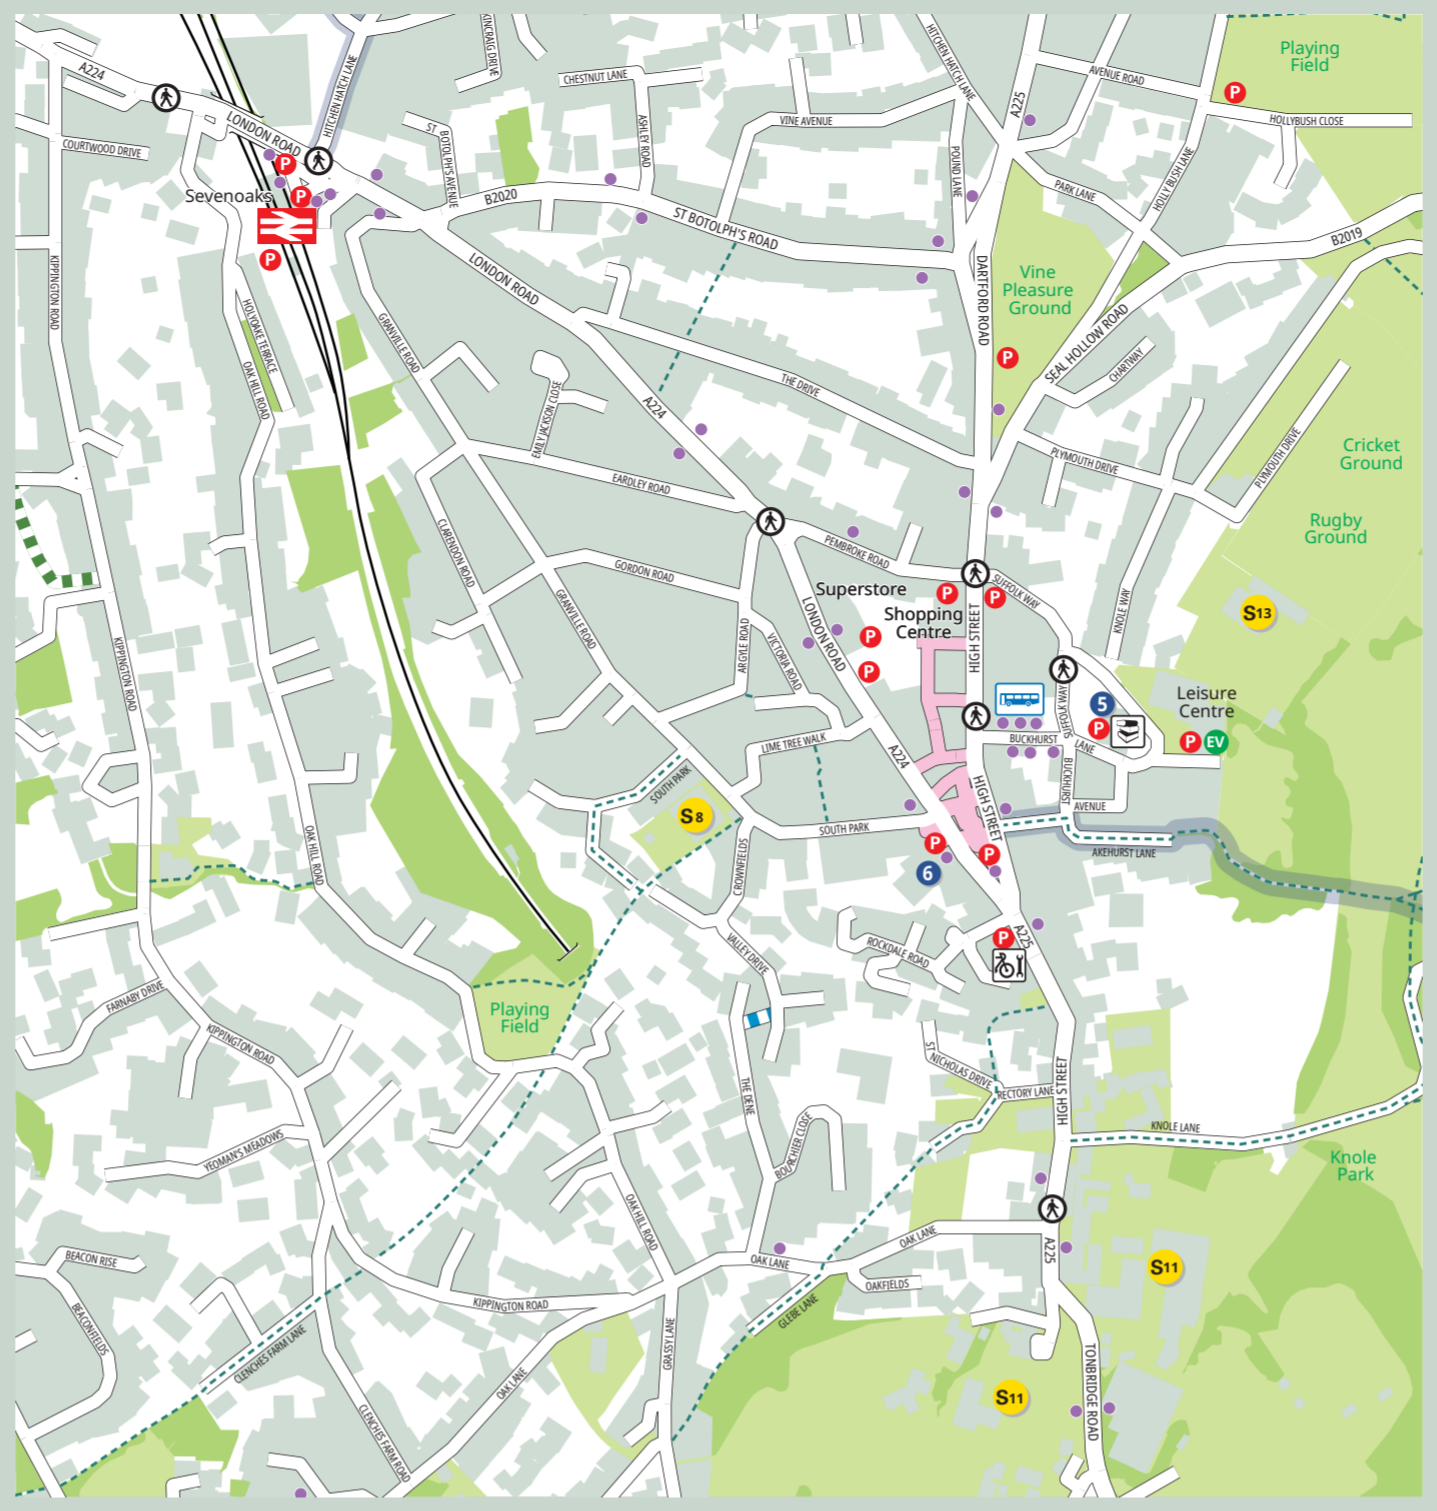 KINCRAIG DRIVE
HITCHEN HATCH LANE
Playing
Field
A224
CHESTNUT LANE
AVENUE ROAD
P
HITCHEN HATCH LANE
A225
LONDON ROAD
ST
BOTOLPH'S AVENUE
ASHLEY ROAD
VINE AVENUE
HOLLYBUSH CLOSE
COURTWOOD DRIVE
P
POUND LANE
PARK LANE
HOLLYBUSH LANE
Sevenoaks
P
B2020
ST BOTOLPH'S ROAD
B2019
P
KIPPINGTON ROAD
LONDON ROAD
DARTFORD ROAD
Vine
Pleasure
Ground
HOLYOAKE TERRACE
GRANVILLE ROAD
SEAL HOLLOW ROAD
P
CHARTWAY
OAK HILL ROAD
THE DRIVE
EMILY JACKSON CLOSE
A224
PLYMOUTH DRIVE
PLYMOUTH DRIVE
Cricket
Ground
EARDLEY ROAD
Rugby
Ground
CLARENDON ROAD
PEMBROKE ROAD
GORDON ROAD
Superstore
P
P
SUFFOLK WAY
KNOLE WAY
S13
GRANVILLE ROAD
LONDON ROAD
Shopping
Centre
HIGH STREET
KIPPINGTON ROAD
ARGYLE ROAD
VICTORIA ROAD
P
P
SUFFOLK WAY
5
Leisure
Centre
P
P
EV
LIME TREE WALK
A224
BUCKHURST
LANE
SOUTH PARK
BUCKHURST
AVENUE
S8
SOUTH PARK
HIGH STREET
OAK HILL ROAD
P
P
AKEHURST LANE
CROWNFIELDS
6
VALLEY DRIVE
ROCKDALE ROAD
P
A225
FARNABY DRIVE
Playing
Field
KIPPINGTON ROAD
ST
NICHOLAS DRIVE
THE DENE
RECTORY LANE
HIGH STREET
BOURCHIER CLOSE
KNOLE LANE
YEOMAN'S MEADOWS
Knole
Park
OAK HILL ROAD
OAK LANE
A225
BEACON RISE
OAK LANE
S11
OAKFIELDS
KIPPINGTON ROAD
GLEBE LANE
BEACONFIELDS
CLENCHES FARM LANE
GRASSY LANE
OAK LANE
TONBRIDGE ROAD
S11
CLENCHES FARM ROAD